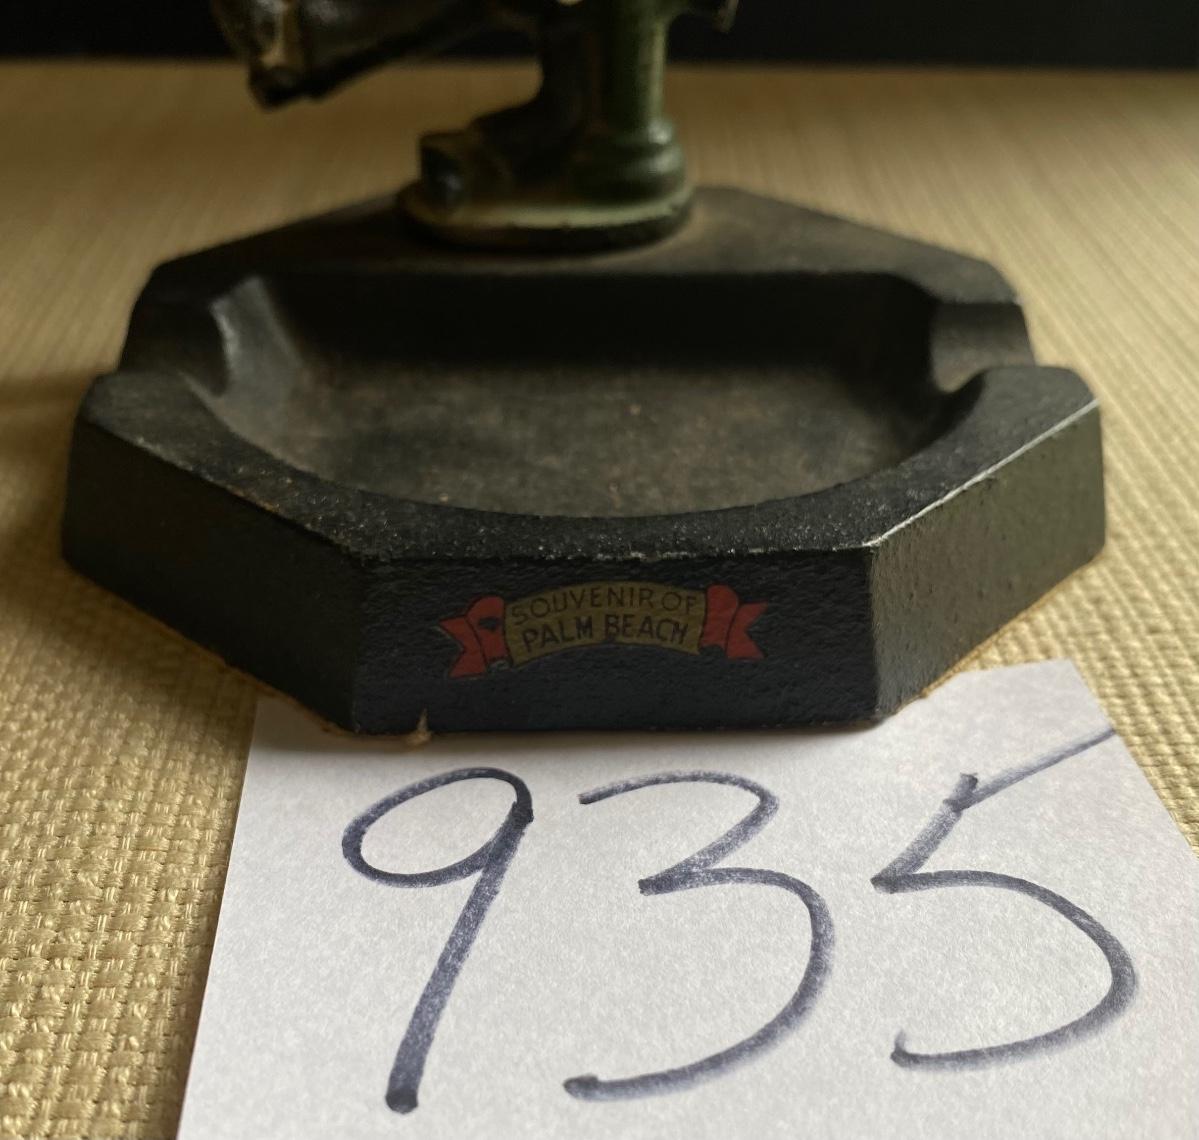 SOUVENIR OF
PALM BEACH
935